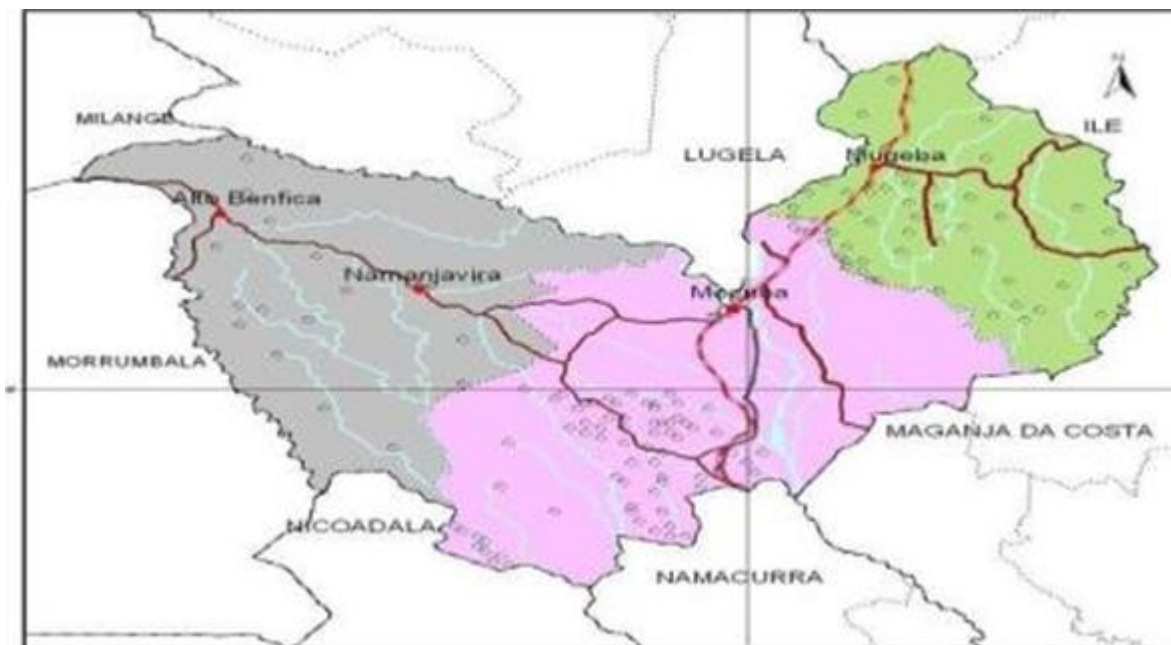 N
MILANGE
ILE
LUGELA
Mugeba
Alto Benfica
Namanjavira
Mocuba
MORRUMBALA
MAGANJA DA COSTA
NICOADALA
NAMACURRA